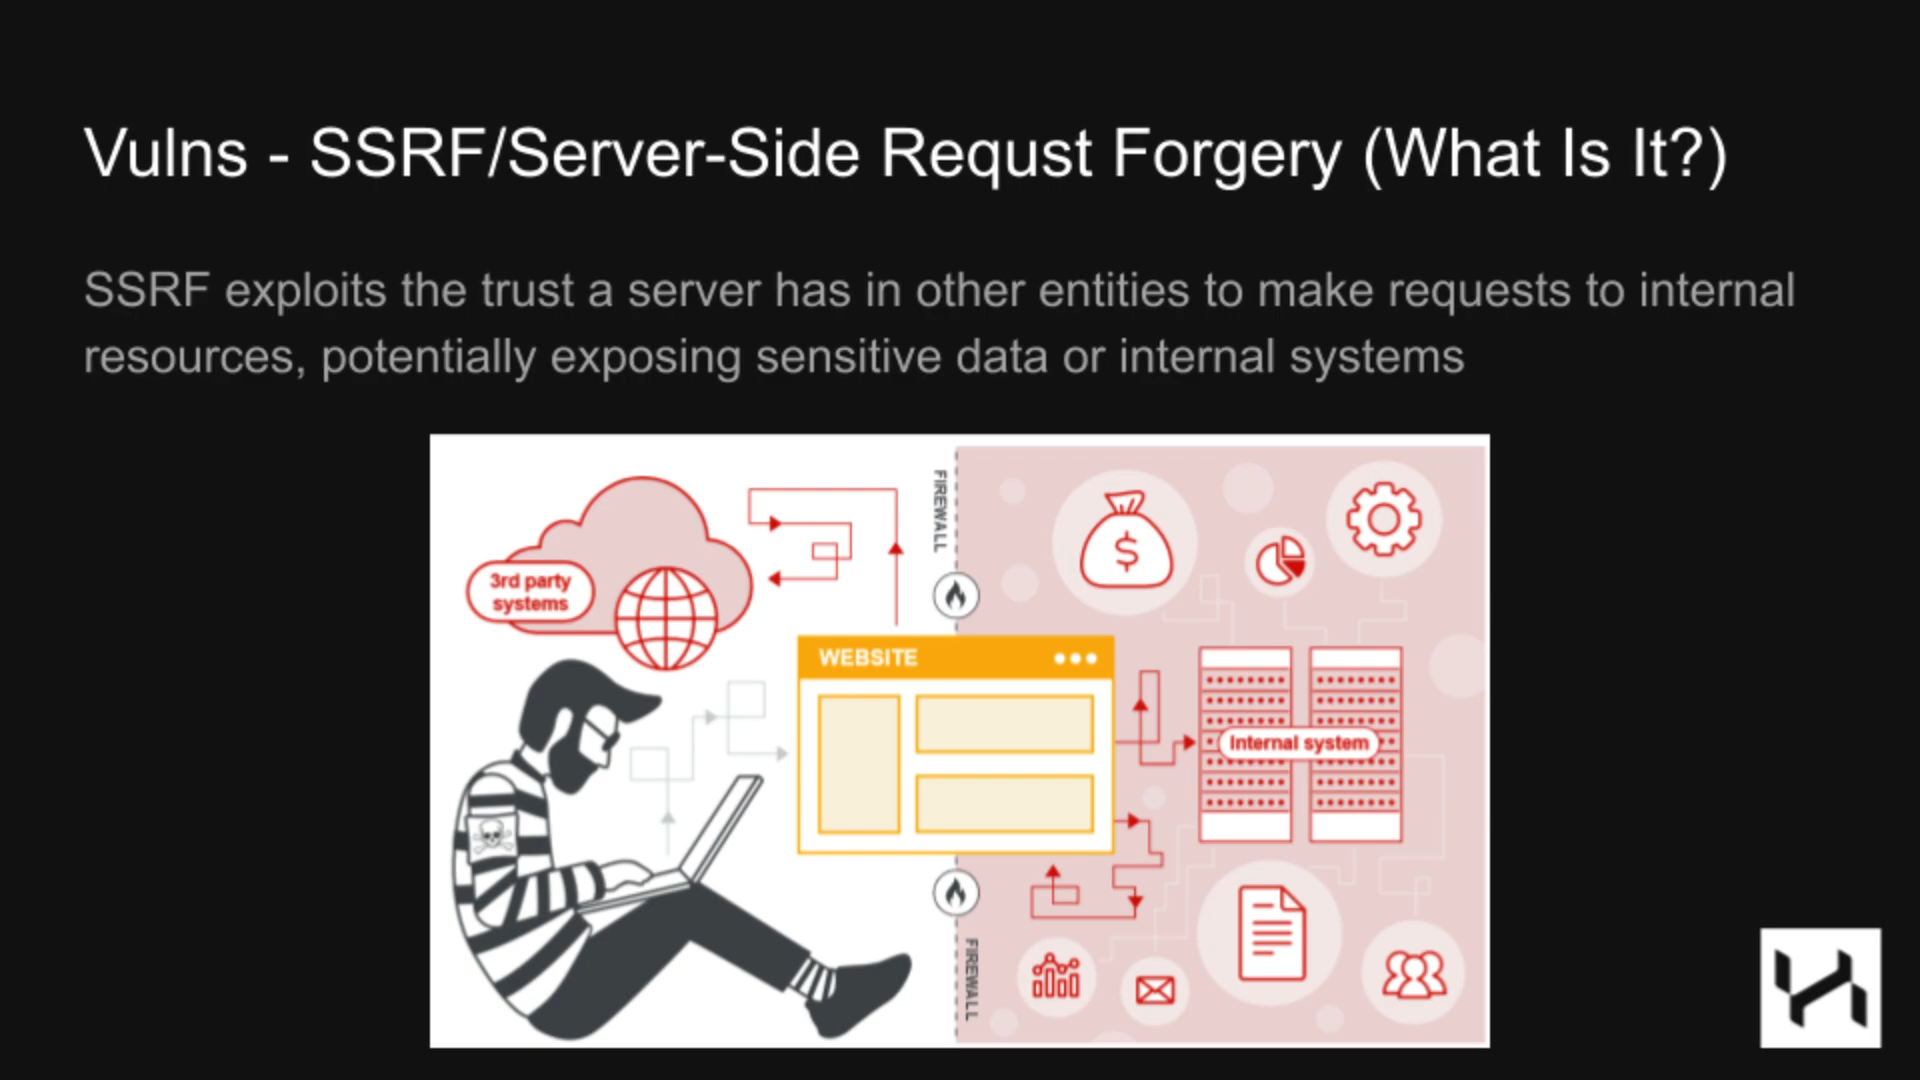 Vulns - SSRF/Server-Side Requst Forgery (What Is It?)
SSRF exploits the trust a server has in other entities to make requests to internal
resources, potentially exposing sensitive data or internal systems
FIREWALL
3rd party
systems
WEBSITE
Internal system
FIREWALL
$